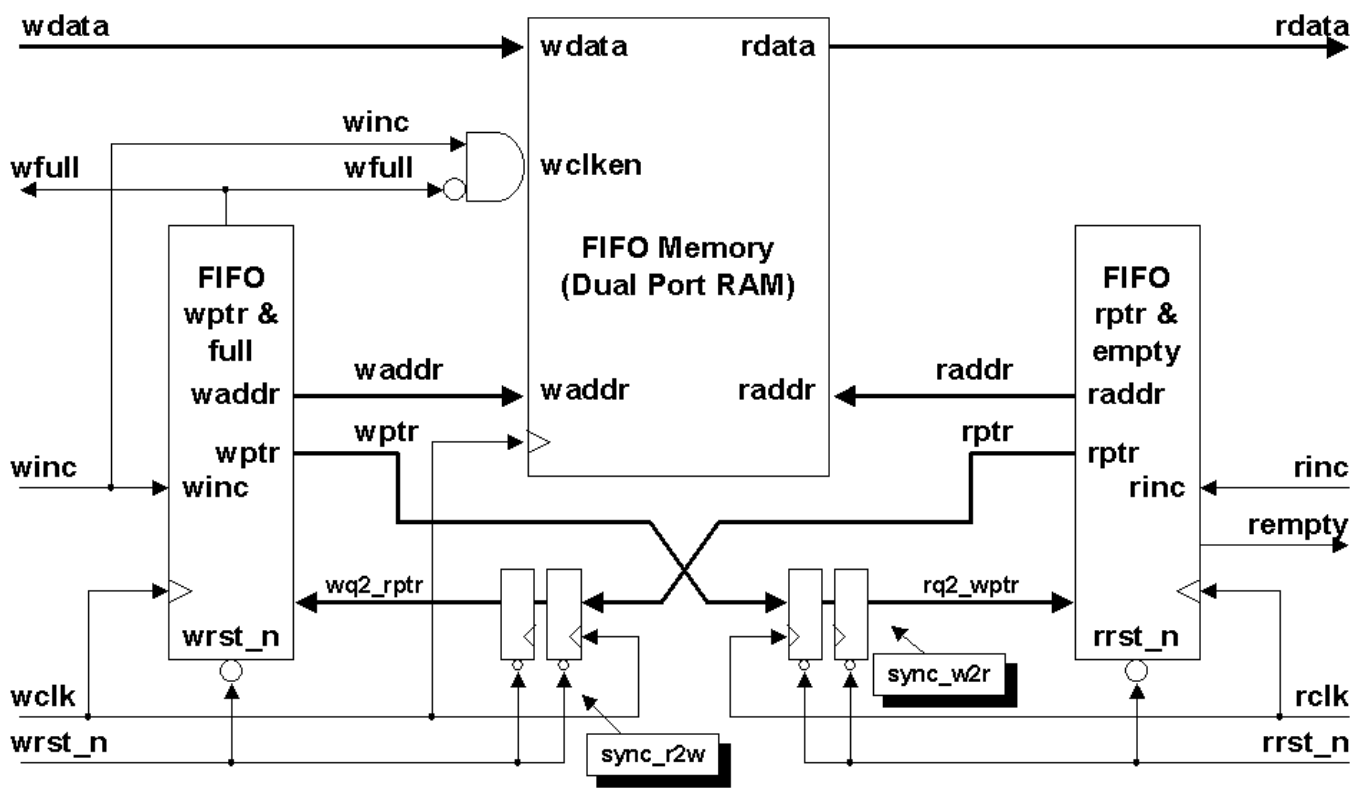 wdata
rdata
wdata
rdata
winc
wfull
wfull
wclken
FIFO Memory
(Dual Port RAM)
FIFO
wptr &
full
FIFO
rptr &
empty
waddr
waddr
waddr
raddr
raddr
raddr
wptr
wptr
rptr
rptr
winc
winc
rinc
rinc
rempty
wq2_rptr
rq2_wptr
wrst_n
rrst_n
sync_w2r
wclk
rclk
wrst_n
sync_r2w
rrst_n